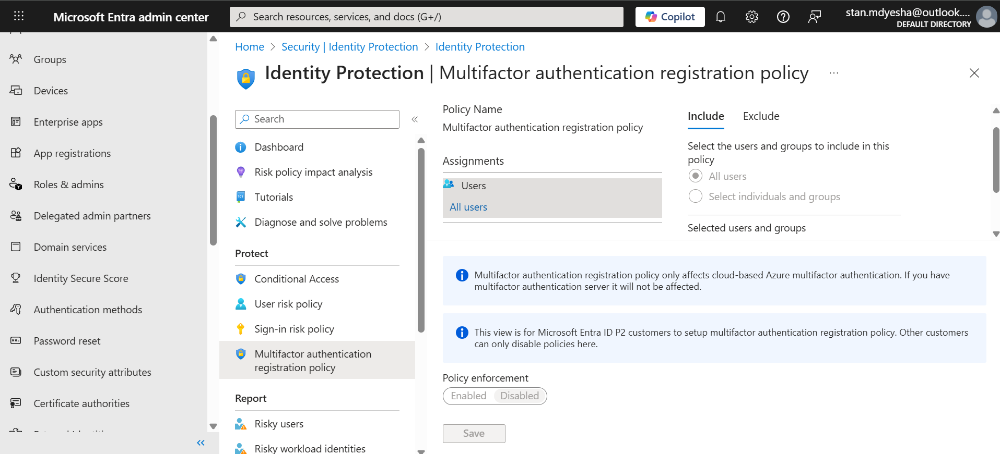 Microsoft Entra admin center
Search resources, services, and docs (G+/)
Copilot
stan.mdyesha@outlook....
DEFAULT DIRECTORY
Groups
Devices
Enterprise apps
App registrations
Roles & admins
Delegated admin partners
Domain services
Identity Secure Score
Authentication methods
Password reset
Custom security attributes
Certificate authorities
Home > Security | Identity Protection > Identity Protection
Identity Protection | Multifactor authentication registration policy ...
Search
Dashboard
Risk policy impact analysis
Tutorials
Diagnose and solve problems
Protect
Conditional Access
User risk policy
Sign-in risk policy
Multifactor authentication
registration policy
Report
Risky users
Risky workload identities
Policy Name
Multifactor authentication registration policy
Assignments
Users
All users
Include Exclude
Select the users and groups to include in this
policy
All users
Select individuals and groups
Selected users and groups
Multifactor authentication registration policy only affects cloud-based Azure multifactor authentication. If you have
multifactor authentication server it will not be affected.
This view is for Microsoft Entra ID P2 customers to setup multifactor authentication registration policy. Other customers
can only disable policies here.
Policy enforcement
Enabled Disabled
Save